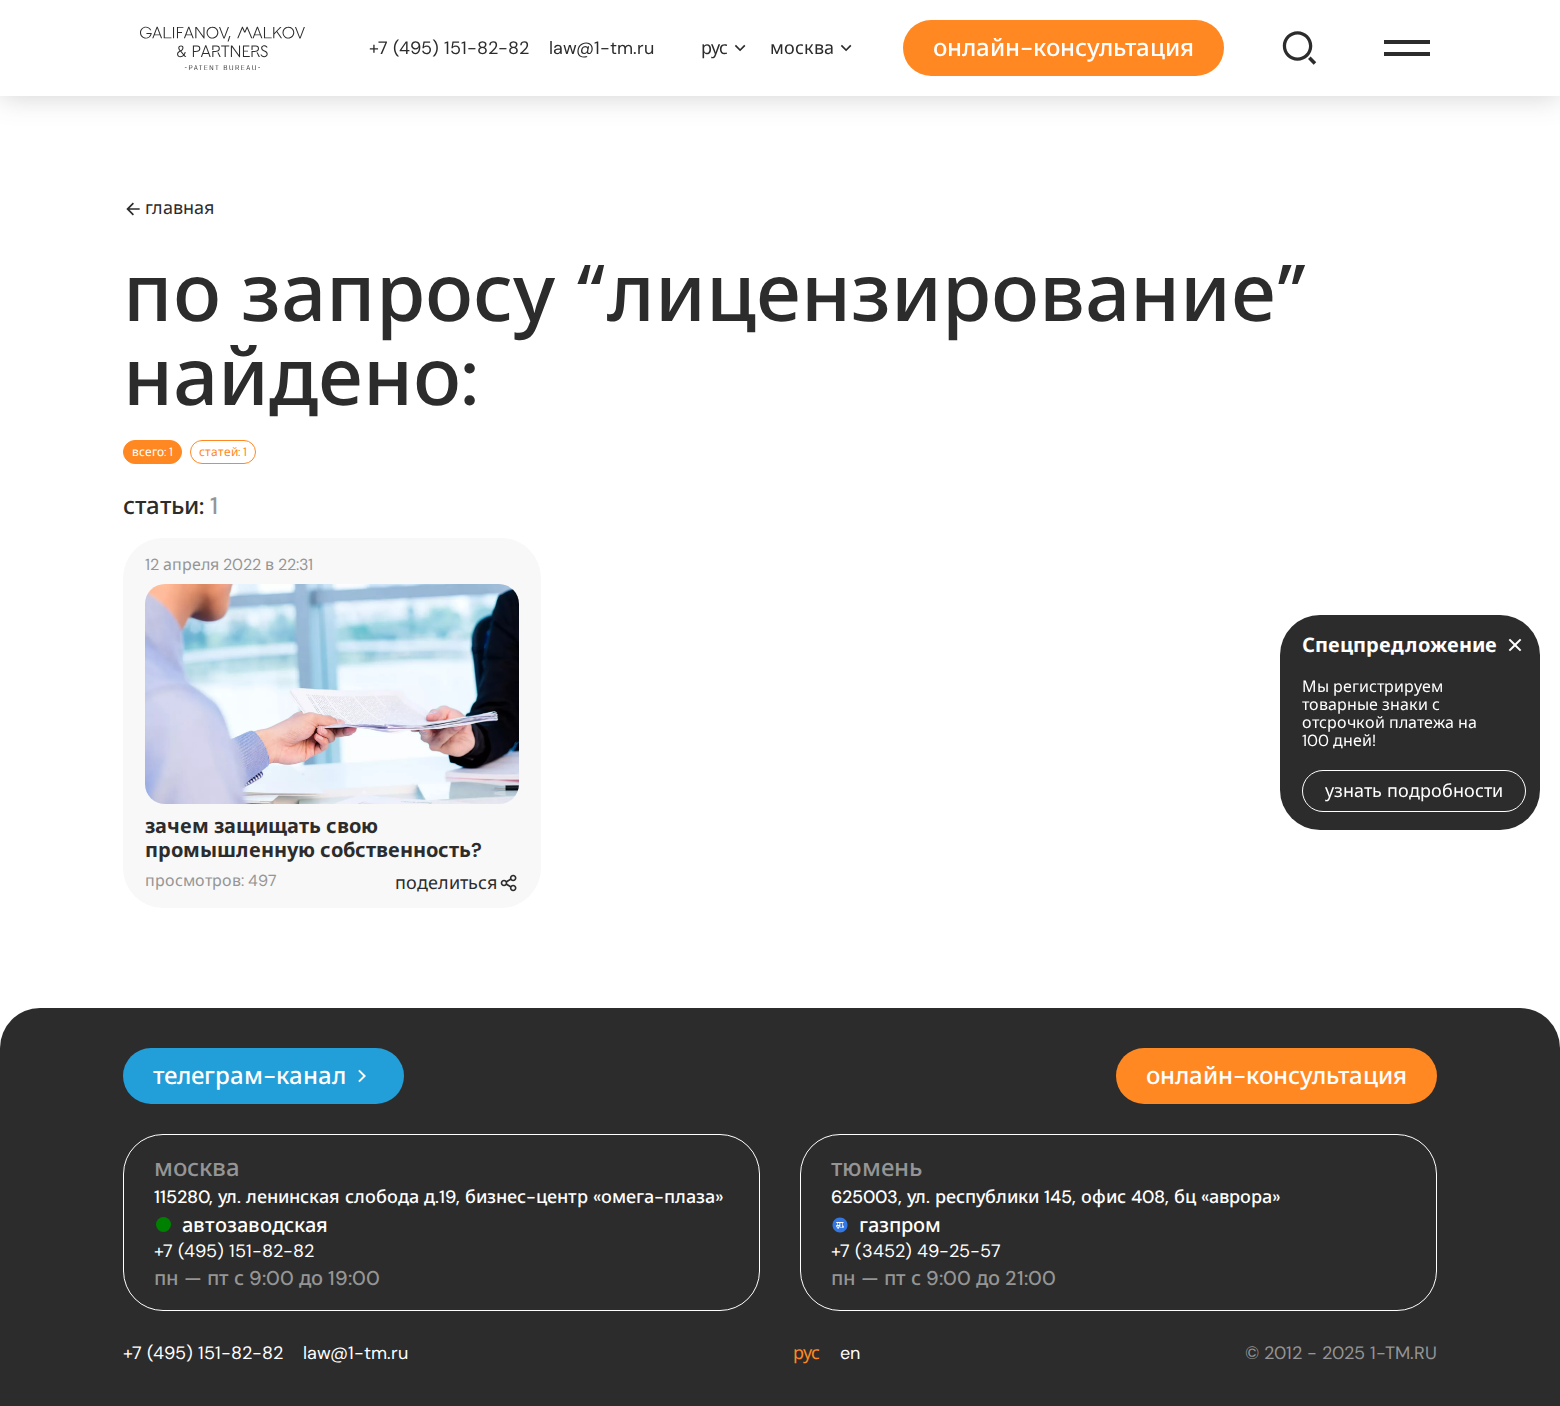 GALIFANOV, MALKOV
& PARTNERS
-PATENT BUREAU-
+7 (495) 151-82-82
law@1-tm.ru
рус
москва
онлайн-консультация
главная
по запросу “лицензирование”
найдено:
всего: 1
статей: 1
статьи: 1
12 апреля 2022 в 22:31
зачем защищать свою
промышленную собственность?
просмотров: 497
поделиться
Спецпредложение
Мы регистрируем
товарные знаки с
отсрочкой платежа на
100 дней!
узнать подробности
телеграм-канал
онлайн-консультация
москва
115280, ул. ленинская слобода д.19, бизнес-центр «омега-плаза»
автозаводская
+7 (495) 151-82-82
пн — пт с 9:00 до 19:00
тюмень
625003, ул. республики 145, офис 408, бц «аврора»
газпром
+7 (3452) 49-25-57
пн — пт с 9:00 до 21:00
+7 (495) 151-82-82
law@1-tm.ru
рус
en
© 2012 - 2025 1-TM.RU